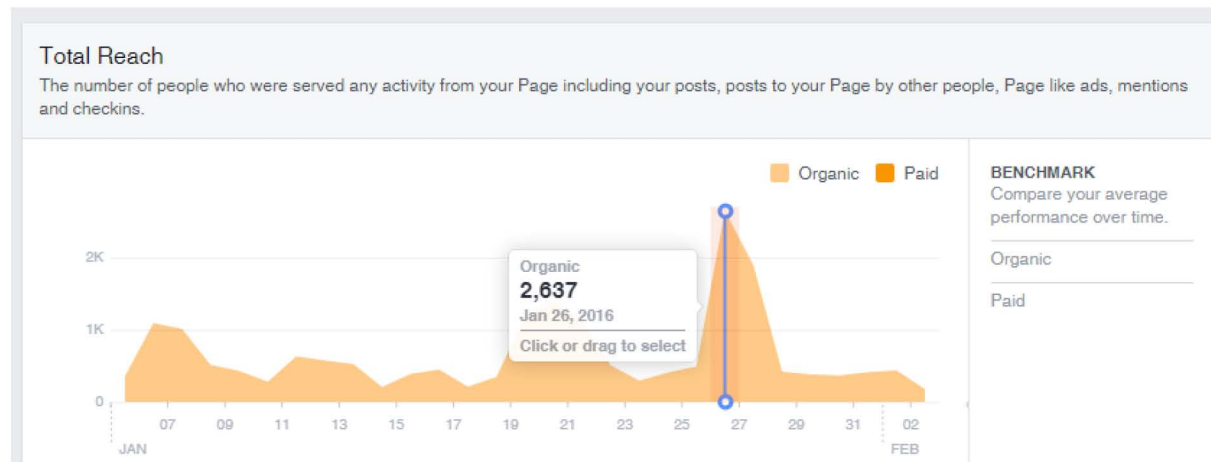 Total Reach
The number of people who were served any activity from your Page including your posts, posts to your Page by other people, Page like ads, mentions
and checkins.
Organic Paid
BENCHMARK
Compare your average
performance over time.
Organic
Paid
2K
1K
0
Organic
2,637
Jan 26, 2016
Click or drag to select
07 09 11 13 15 17 19 21 23 25 27 29 31 02
JAN FEB